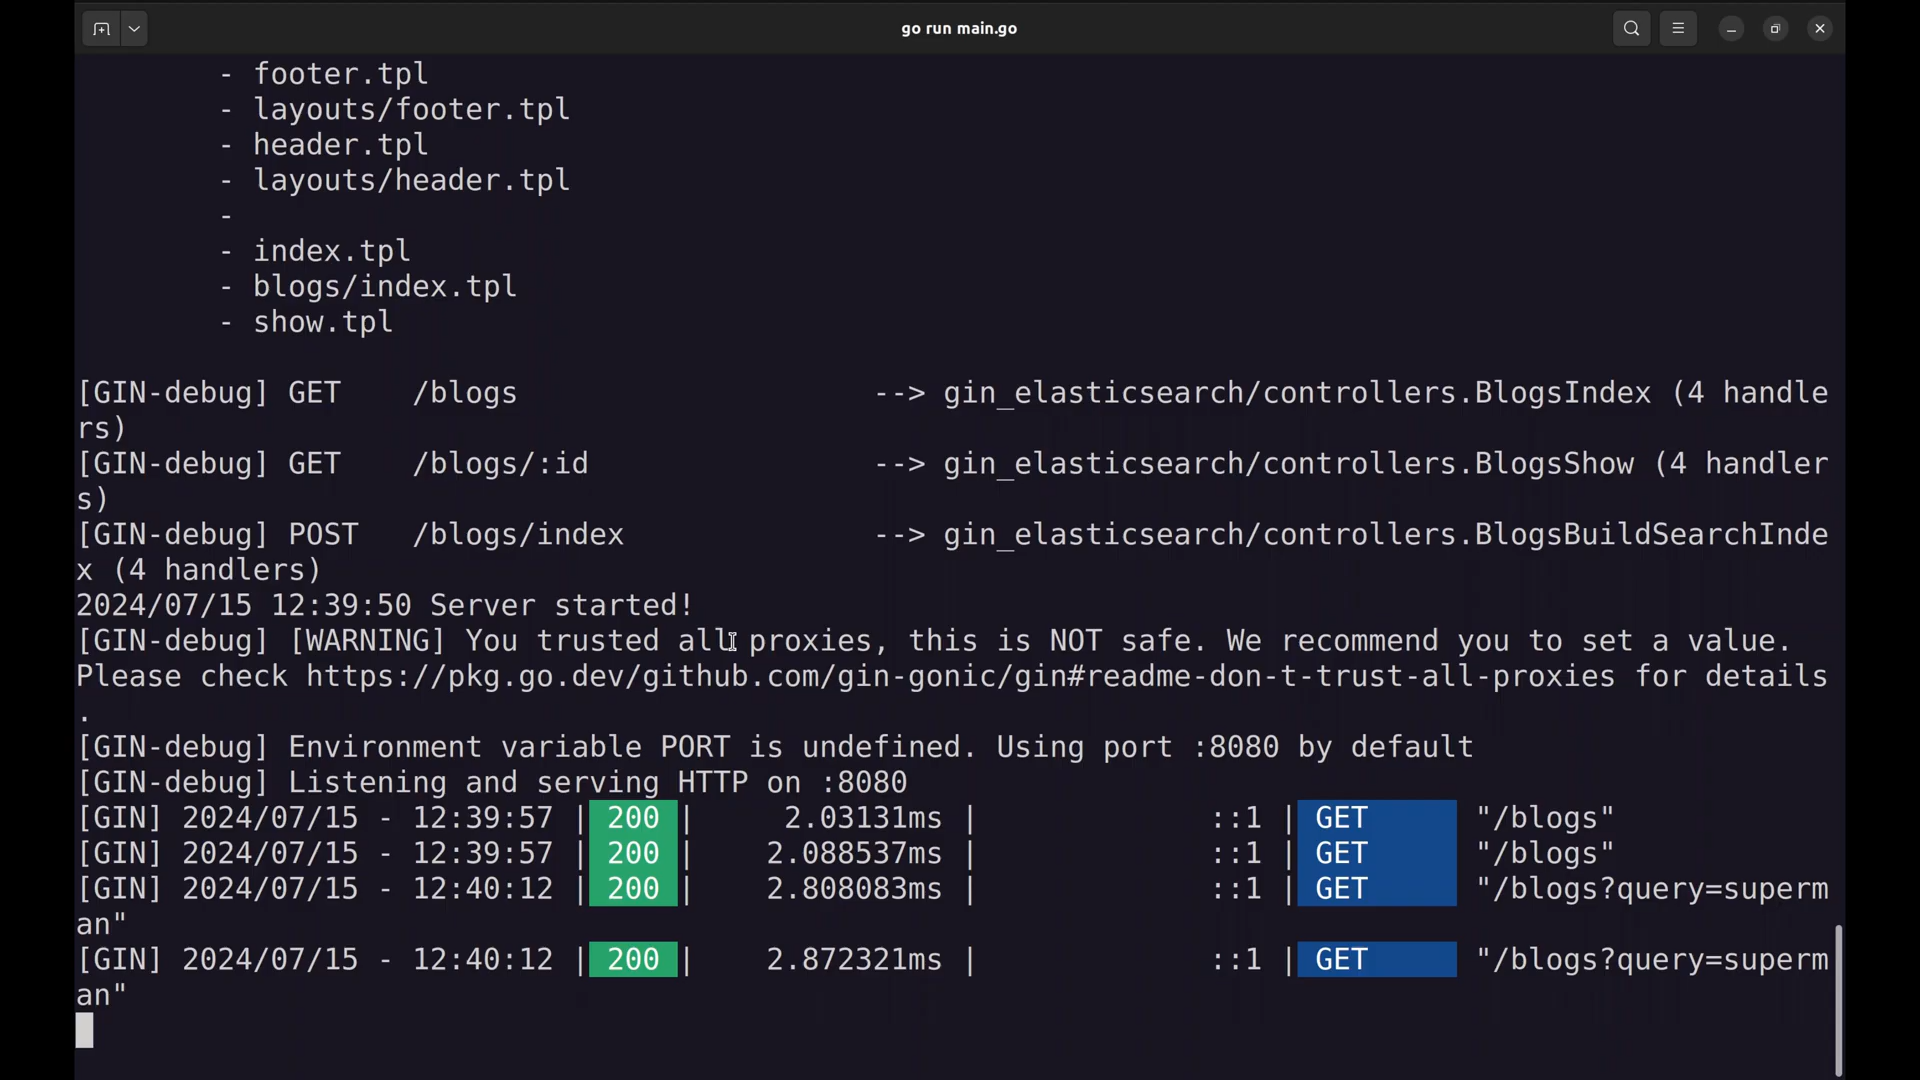 go run main.go
- footer.tpl
- layouts/footer.tpl
- header.tpl
- layouts/header.tpl
-
- index.tpl
- blogs/index.tpl
- show.tpl
[GIN-debug] GET    /blogs                    --> gin_elasticsearch/controllers.BlogsIndex (4 handle
rs)
[GIN-debug] GET    /blogs/:id                --> gin_elasticsearch/controllers.BlogsShow (4 handler
s)
[GIN-debug] POST   /blogs/index              --> gin_elasticsearch/controllers.BlogsBuildSearchInde
x (4 handlers)
2024/07/15 12:39:50 Server started!
[GIN-debug] [WARNING] You trusted all proxies, this is NOT safe. We recommend you to set a value.
Please check https://pkg.go.dev/github.com/gin-gonic/gin#readme-don-t-trust-all-proxies for details
.
[GIN-debug] Environment variable PORT is undefined. Using port :8080 by default
[GIN-debug] Listening and serving HTTP on :8080
[GIN] 2024/07/15 - 12:39:57 | 200 |     2.03131ms |             ::1 | GET      "/blogs"
[GIN] 2024/07/15 - 12:39:57 | 200 |    2.088537ms |             ::1 | GET      "/blogs"
[GIN] 2024/07/15 - 12:40:12 | 200 |    2.808083ms |             ::1 | GET      "/blogs?query=superm
an"
[GIN] 2024/07/15 - 12:40:12 | 200 |    2.872321ms |             ::1 | GET      "/blogs?query=superm
an"